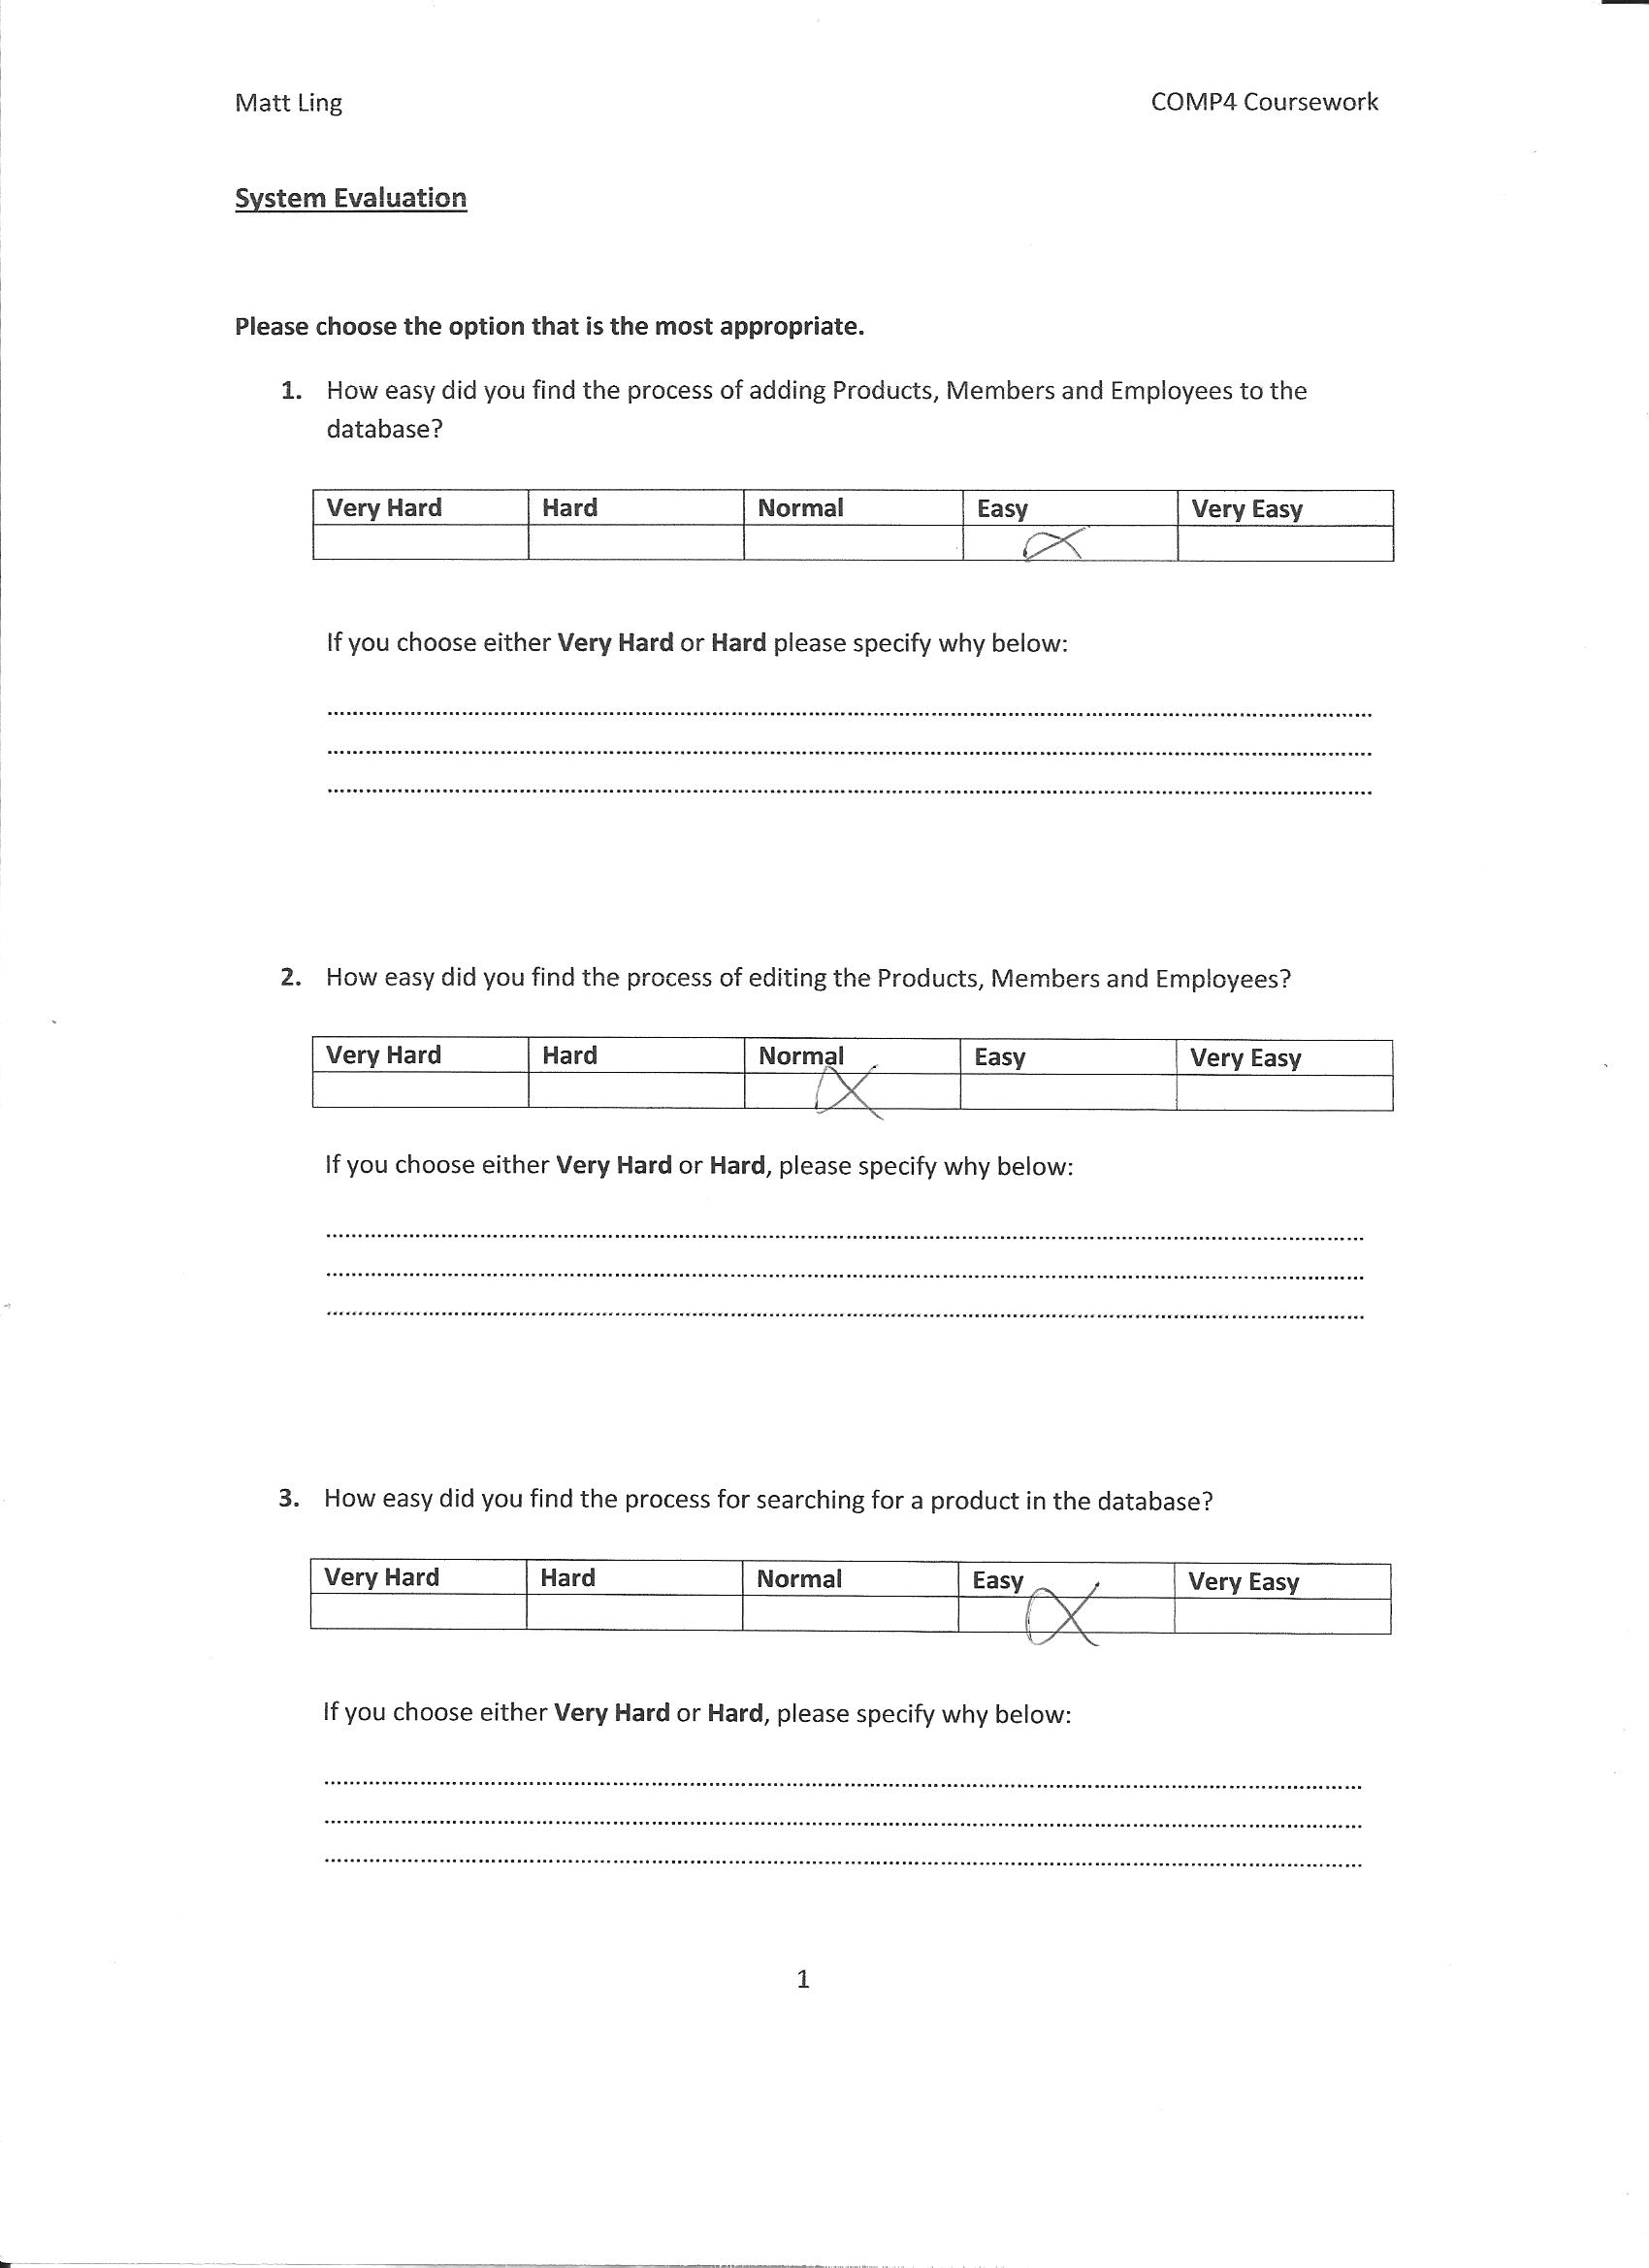 Matt Ling COMP4 Coursework
System Evaluation
Please choose the option that is the most appropriate.
1. How easy did you find the process of adding Products, Members and Employees to the
database?
Very Hard Hard Normal Easy Very Easy
X
If you choose either Very Hard or Hard please specify why below:
2. How easy did you find the process of editing the Products, Members and Employees?
Very Hard Hard Normal Easy Very Easy
X
If you choose either Very Hard or Hard, please specify why below:
3. How easy did you find the process for searching for a product in the database?
Very Hard Hard Normal Easy Very Easy
X
If you choose either Very Hard or Hard, please specify why below:
1